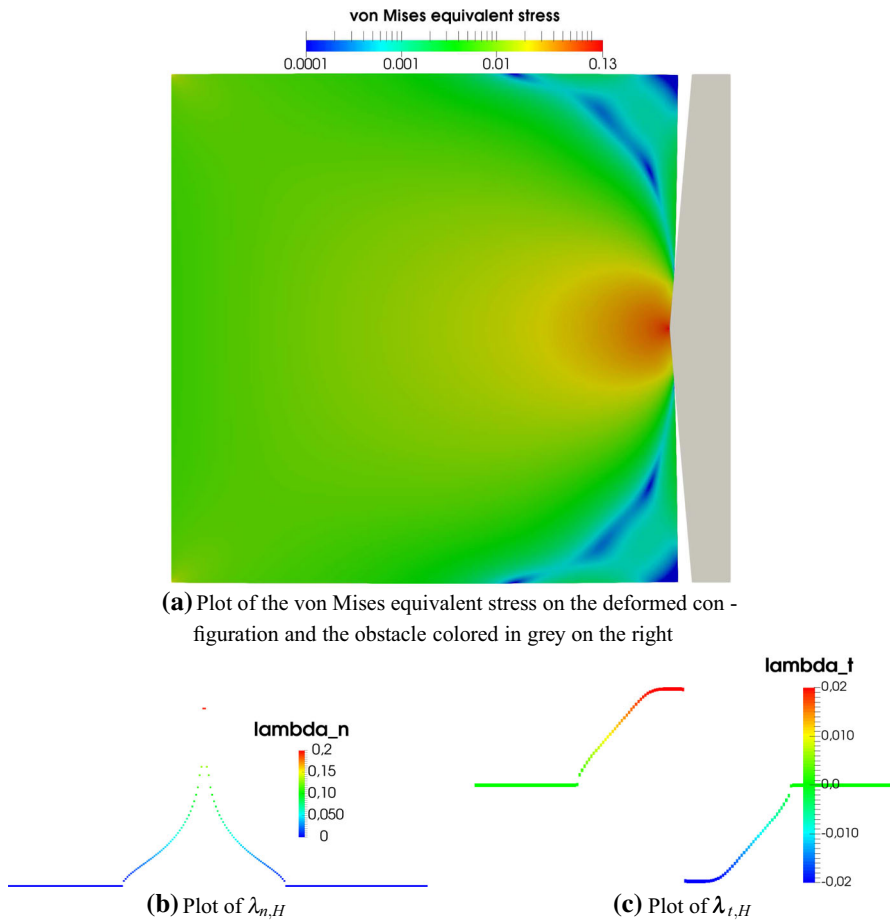 von Mises equivalent stress
0.0001 0.001 0.01 0.13
(a) Plot of the von Mises equivalent stress on the deformed con -
figuration and the obstacle colored in grey on the right
lambda_n
0,2
0,15
0,10
0,050
0
(b) Plot of λn,H
lambda_t
0,02
0,010
0,0
-0,010
-0,02
(c) Plot of λt,H